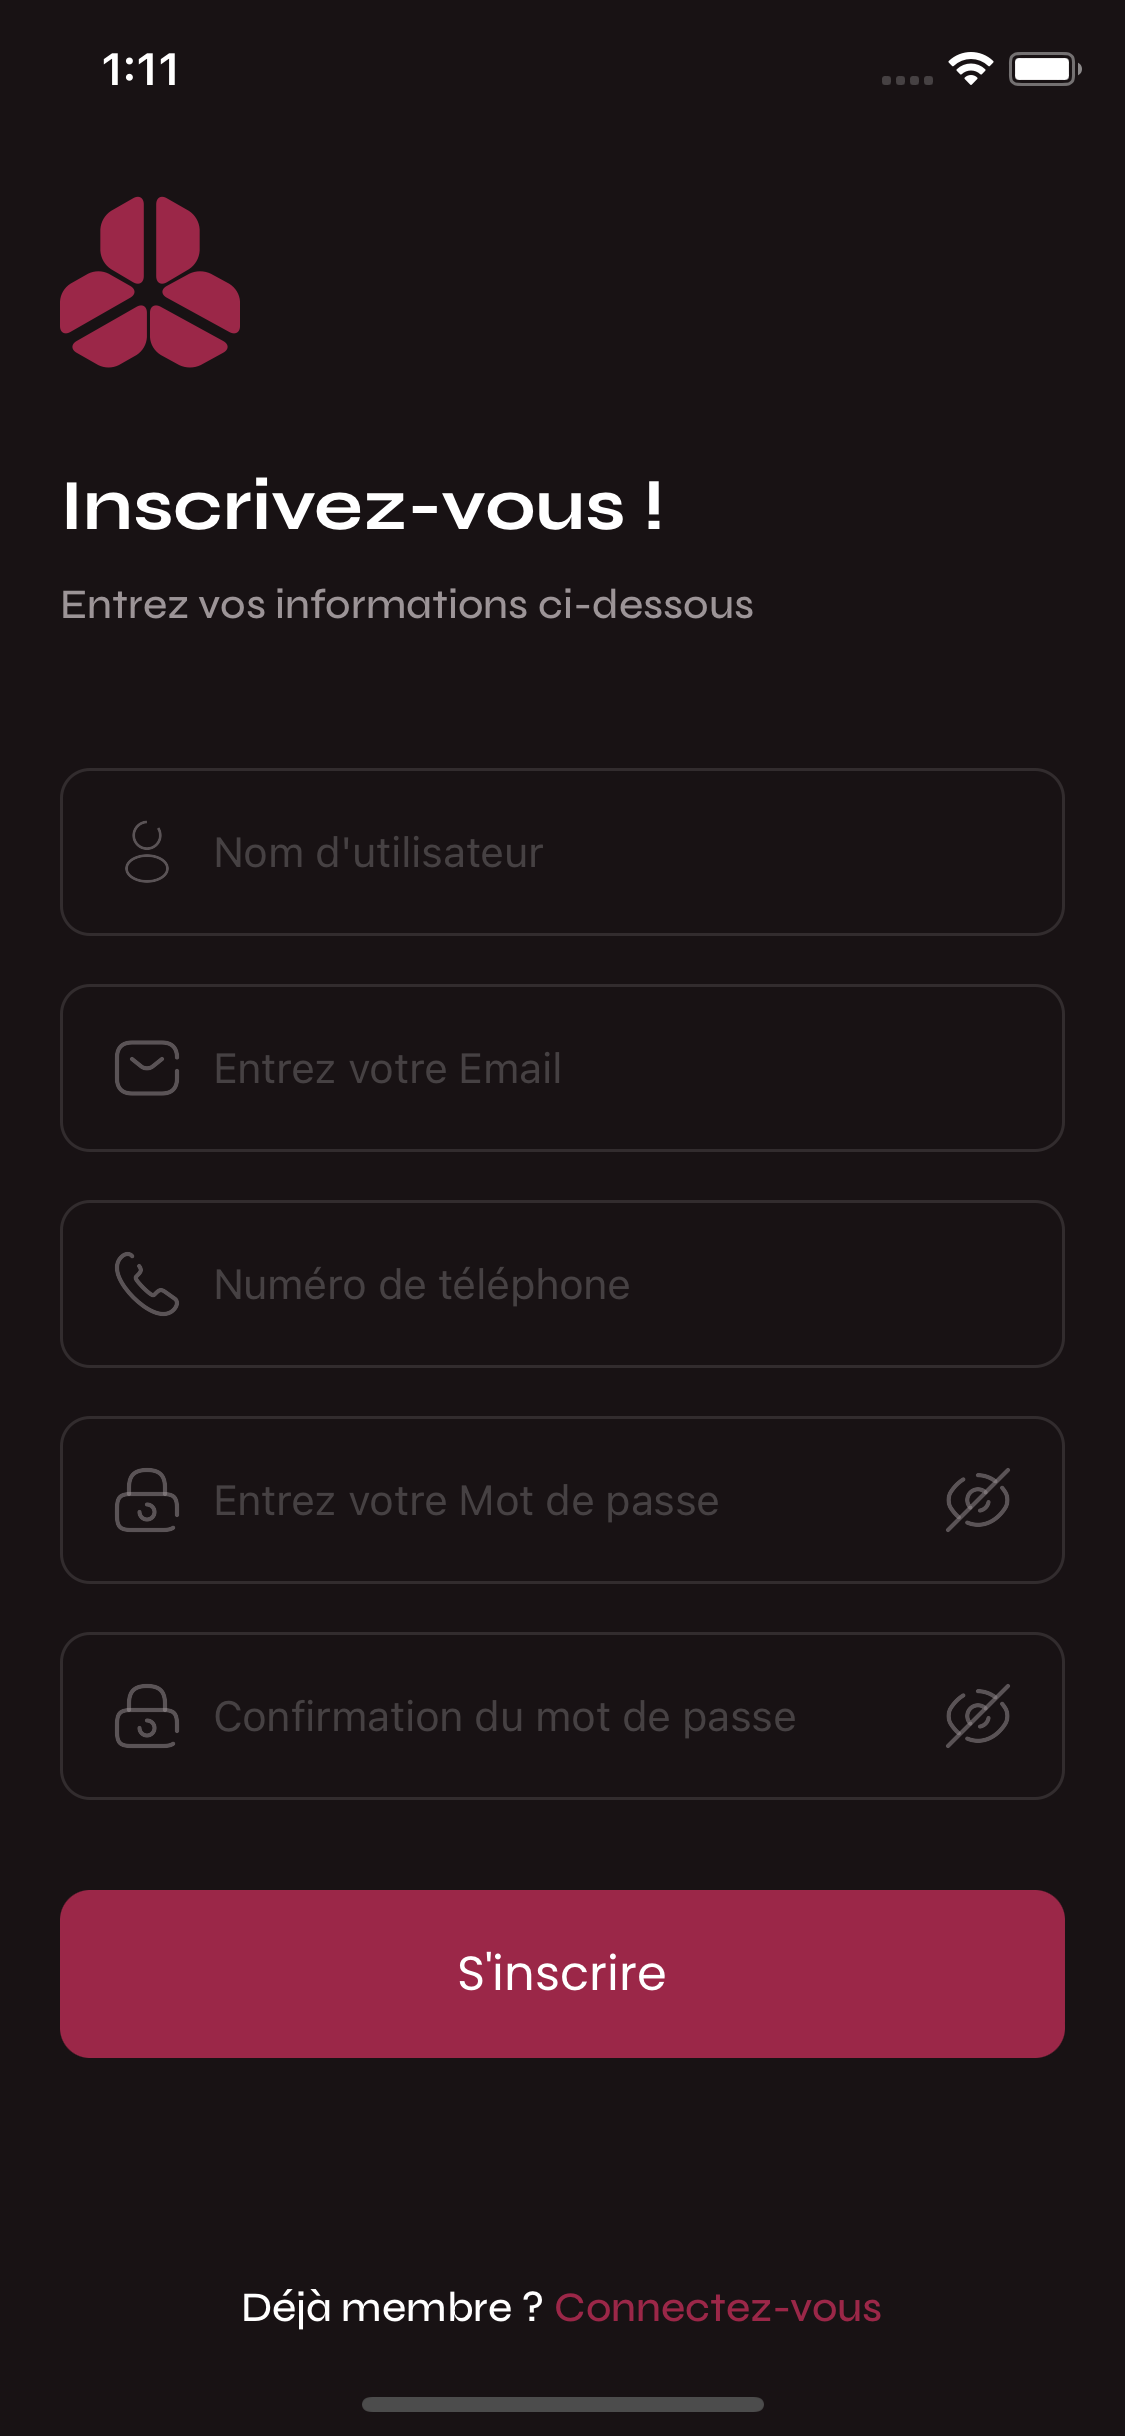 1:11
Inscrivez-vous !
Entrez vos informations ci-dessous
Nom d'utilisateur
Entrez votre Email
Numéro de téléphone
Entrez votre Mot de passe
Confirmation du mot de passe
S'inscrire
Déjà membre ? Connectez-vous